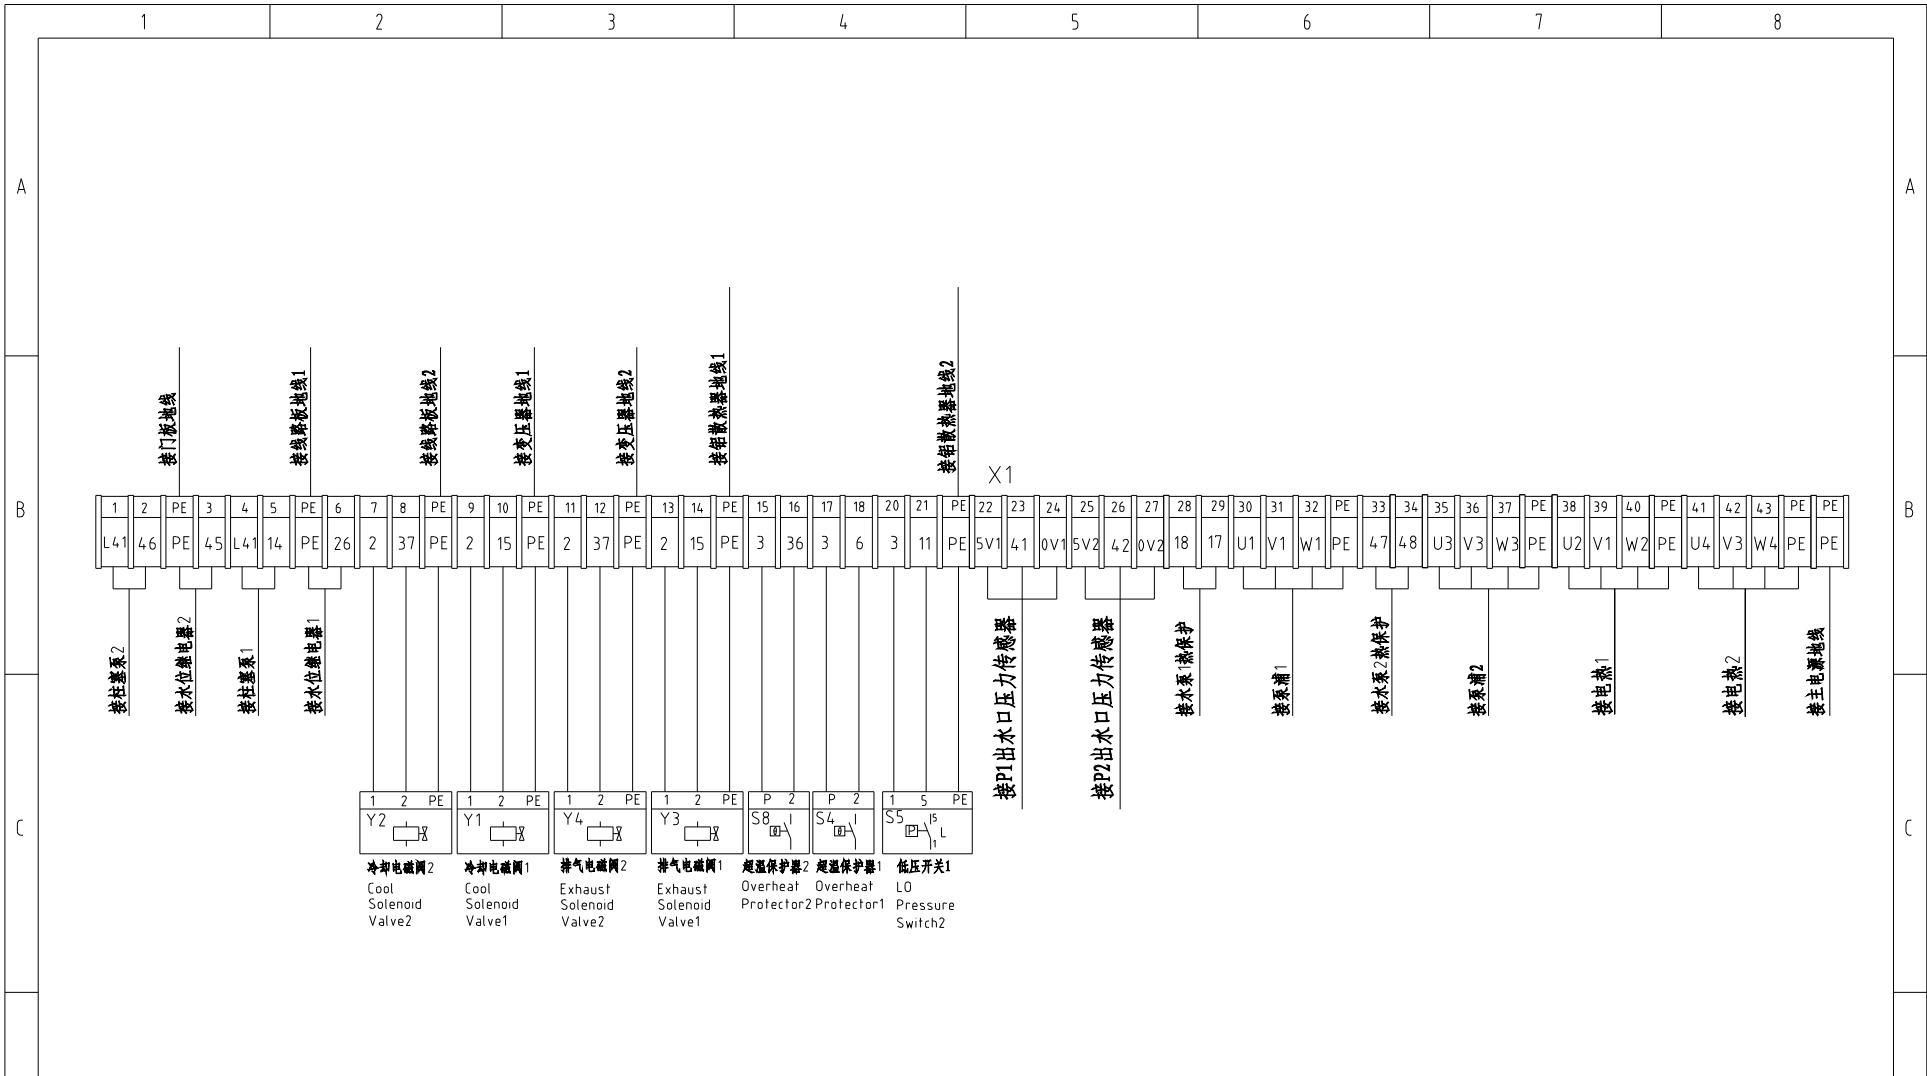 1 2 3 4 5 6 7 8
A A
接门板地线
接线路板地线1
接线路板地线2
接变压器地线1
接变压器地线2
接铝散热器地线1
接铝散热器地线2
X1
B B
1 2 PE 3 4 5 PE 6 7 8 PE 9 10 PE 11 12 PE 13 14 PE 15 16 17 18 20 21 PE 22 23 24 25 26 27 28 29 30 31 32 PE 33 34 35 36 37 PE 38 39 40 PE 41 42 43 PE PE
L41 46 PE 45 L41 14 PE 26 2 37 PE 2 15 PE 2 37 PE 2 15 PE 3 36 3 6 3 11 PE 5V1 41 0V1 5V2 42 0V2 18 17 U1 V1 W1 PE 47 48 U3 V3 W3 PE U2 V1 W2 PE U4 V3 W4 PE PE
接柱塞泵2
接水位继电器2
接柱塞泵1
接水位继电器1
接P1出水口压力传感器
接P2出水口压力传感器
接水泵1热保护
接泵浦1
接水泵2热保护
接泵浦2
接电热1
接电热2
接主电源地线
C C
1 2 PE
Y2
冷却电磁阀2
Cool
Solenoid
Valve2
1 2 PE
Y1
冷却电磁阀1
Cool
Solenoid
Valve1
1 2 PE
Y4
排气电磁阀2
Exhaust
Solenoid
Valve2
1 2 PE
Y3
排气电磁阀1
Exhaust
Solenoid
Valve1
P 2
S8
超温保护器2
Overheat
Protector2
P 2
S4
超温保护器1
Overheat
Protector1
1 5 PE
S5
P
5
L
1
低压开关1
LO
Pressure
Switch2